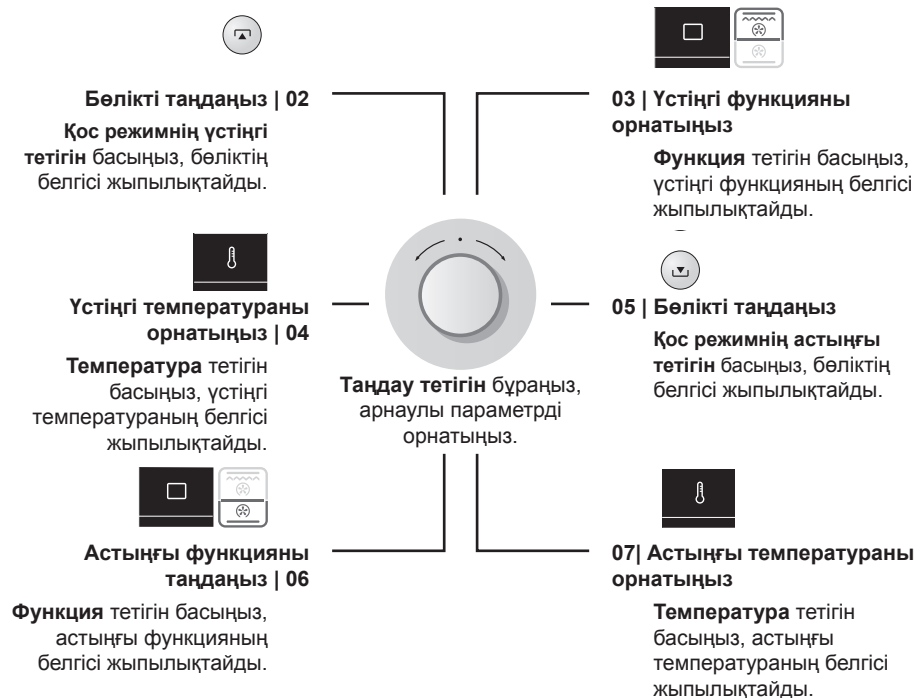 Бөлікті таңдаңыз | 02
Қос режимнің үстіңгі
тетігін басыңыз, бөліктің
белгісі жыпылықтайды.
03 | Үстіңгі функцияны
орнатыңыз
Функция тетігін басыңыз,
үстіңгі функцияның белгісі
жыпылықтайды.
Үстіңгі температураны
орнатыңыз | 04
Температура тетігін
басыңыз, үстіңгі
температураның белгісі
жыпылықтайды.
Таңдау тетігін бұраңыз,
арнаулы параметрді
орнатыңыз.
05 | Бөлікті таңдаңыз
Қос режимнің астыңғы
тетігін басыңыз, бөліктің
белгісі жыпылықтайды.
Астыңғы функцияны
таңдаңыз | 06
Функция тетігін басыңыз,
астыңғы функцияның
белгісі жыпылықтайды.
07| Астыңғы температураны
орнатыңыз
Температура тетігін
басыңыз, астыңғы
температураның белгісі
жыпылықтайды.